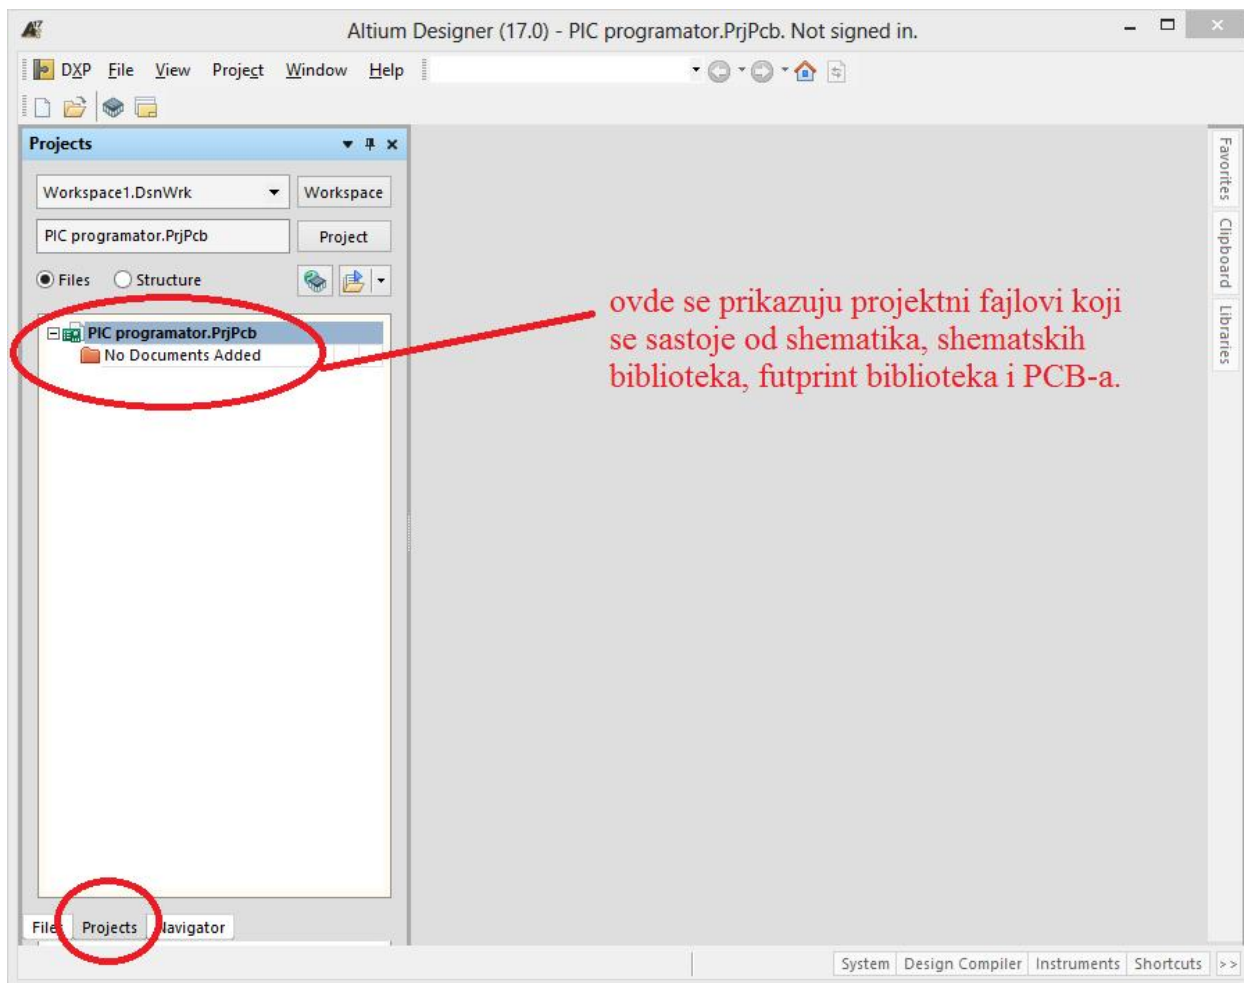 Altium Designer (17.0) - PIC programator.PrjPcb. Not signed in.
DXP File View Project Window Help
Projects
Workspace1.DsnWrk Workspace
PIC programator.PrjPcb Project
Files Structure
PIC programator.PrjPcb
No Documents Added
ovde se prikazuju projektni fajlovi koji
se sastoje od shematika, shematskih
biblioteka, futprint biblioteka i PCB-a.
Favorites
Clipboard
Libraries
Files Projects Navigator
System Design Compiler Instruments Shortcuts >>